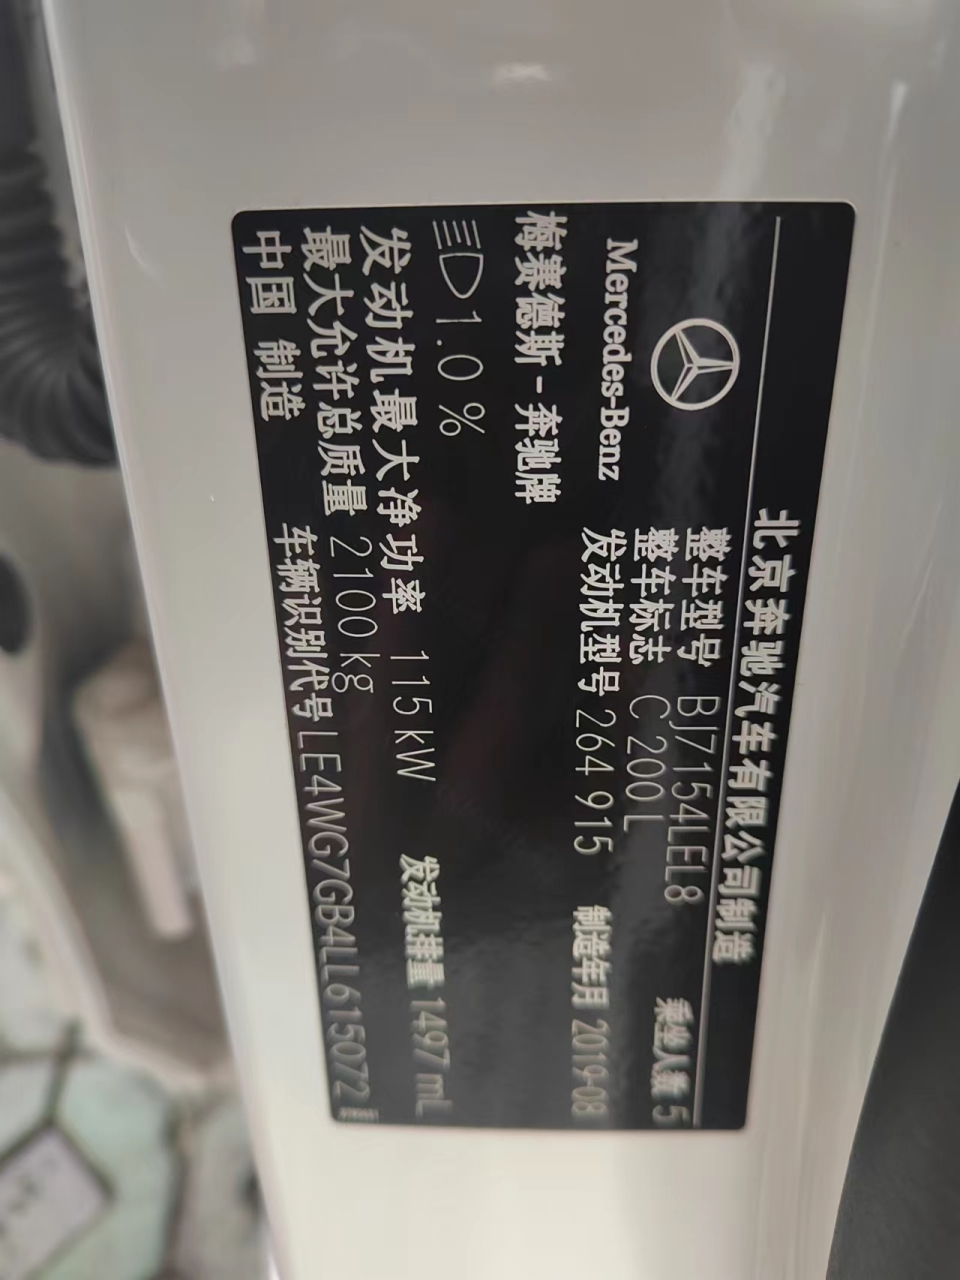 北京奔驰汽车有限公司制造
Mercedes-Benz
梅赛德斯-奔驰牌
整车型号 BJ7154LEL8
乘坐人数 5
整车标志 C 200 L
发动机型号 264 915
制造年月 2019-08
1.0 %
发动机最大净功率 115 kW
发动机排量 1497 mL
最大允许总质量 2100 kg
中国 制造
车辆识别代号 LE4WG7GB4LL615072